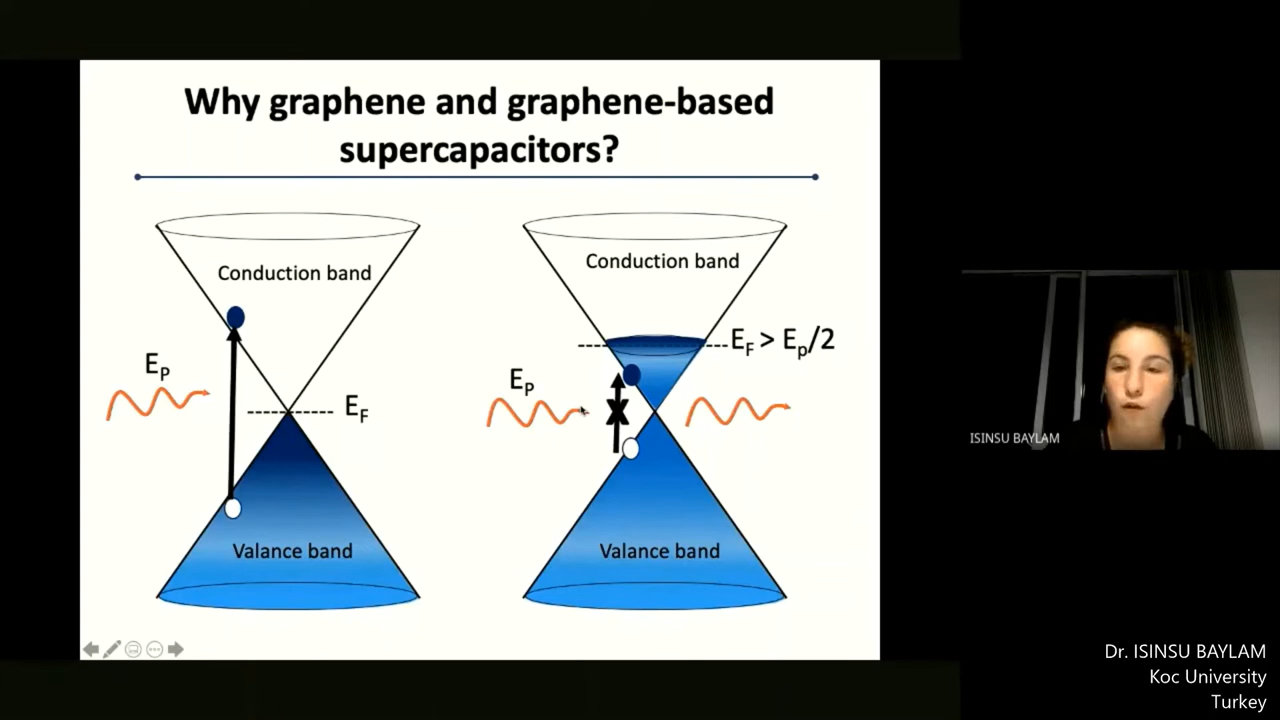 Why graphene and graphene-based
supercapacitors?
Conduction band
Conduction band
E_F > E_p/2
E_P
E_P
E_F
Valance band
Valance band
ISINSU BAYLAM
Dr. ISINSU BAYLAM
Koc University
Turkey